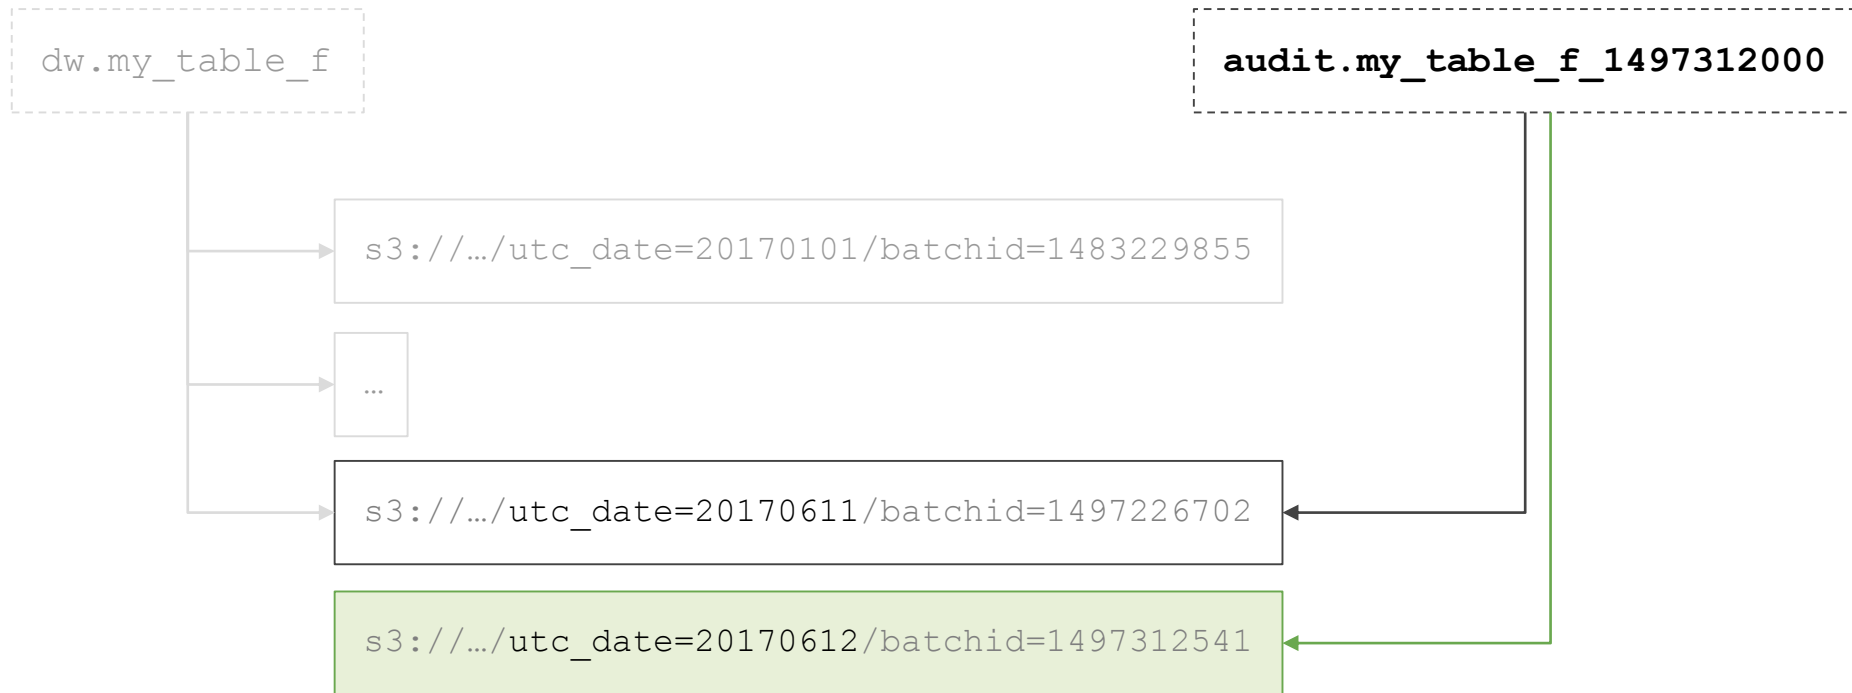 dw.my_table_f
audit.my_table_f_1497312000
s3://…/utc_date=20170101/batchid=1483229855
…
s3://…/utc_date=20170611/batchid=1497226702
s3://…/utc_date=20170612/batchid=1497312541